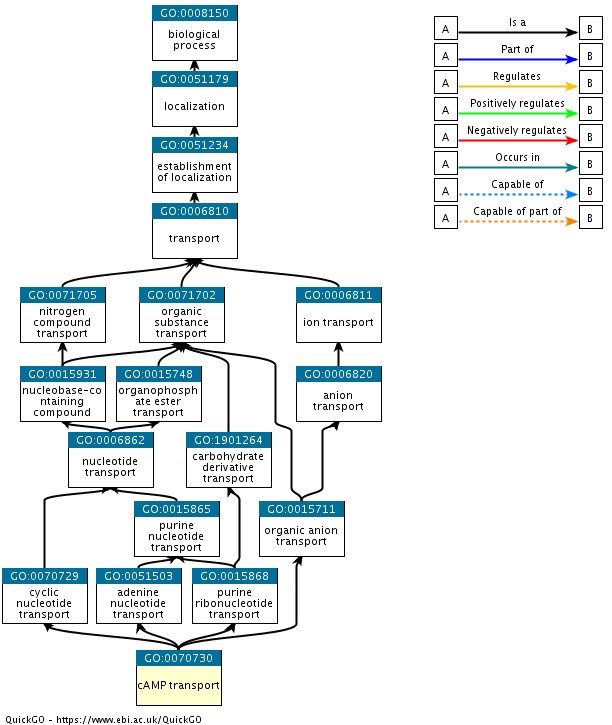 GO:0008150
biological
process
GO:0051179
localization
GO:0051234
establishment
of localization
GO:0006810
transport
GO:0071705
nitrogen
compound
transport
GO:0071702
organic
substance
transport
GO:0006811
ion transport
GO:0015931
nucleobase-co
ntaining
compound
GO:0015748
organophosph
ate ester
transport
GO:0006820
anion
transport
GO:0006862
nucleotide
transport
GO:1901264
carbohydrate
derivative
transport
GO:0015865
purine
nucleotide
transport
GO:0015711
organic anion
transport
GO:0070729
cyclic
nucleotide
transport
GO:0051503
adenine
nucleotide
transport
GO:0015868
purine
ribonucleotide
transport
GO:0070730
cAMP transport
A Is a B
A Part of B
A Regulates B
A Positively regulates B
A Negatively regulates B
A Occurs in B
A Capable of B
A Capable of part of B
QuickGO - https://www.ebi.ac.uk/QuickGO